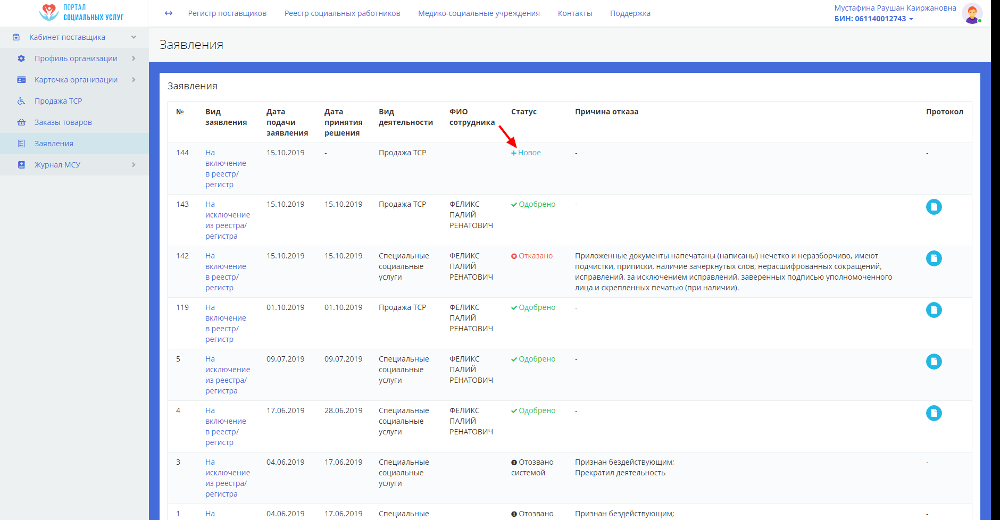 ПОРТАЛ
СОЦИАЛЬНЫХ УСЛУГ
Регистр поставщиков
Реестр социальных работников
Медико-социальные учреждения
Контакты
Поддержка
Мустафина Раушан Каиржановна
БИН: 061140012743
Кабинет поставщика
Профиль организации
Карточка организации
Продажа ТСР
Заказы товаров
Заявления
Журнал МСУ
Заявления
Заявления
№
Вид
заявления
Дата
подачи
заявления
Дата
принятия
решения
Вид
деятельности
ФИО
сотрудника
Статус
Причина отказа
Протокол
144
На
включение
в реестр/
регистр
15.10.2019
-
Продажа ТСР
Новое
-
-
143
На
исключение
из реестра/
регистра
15.10.2019
15.10.2019
Продажа ТСР
ФЕЛИКС
ПАЛИЙ
РЕНАТОВИЧ
Одобрено
-
142
На
включение
в реестр/
регистр
15.10.2019
15.10.2019
Специальные
социальные
услуги
ФЕЛИКС
ПАЛИЙ
РЕНАТОВИЧ
Отказано
Приложенные документы напечатаны (написаны) нечетко и неразборчиво, имеют
подчистки, приписки, наличие зачеркнутых слов, нерасшифрованных сокращений,
исправлений, за исключением исправлений, заверенных подписью уполномоченного
лица и скрепленных печатью (при наличии).
119
На
включение
в реестр/
регистр
01.10.2019
01.10.2019
Продажа ТСР
ФЕЛИКС
ПАЛИЙ
РЕНАТОВИЧ
Одобрено
-
5
На
исключение
из реестра/
регистра
09.07.2019
09.07.2019
Специальные
социальные
услуги
ФЕЛИКС
ПАЛИЙ
РЕНАТОВИЧ
Одобрено
-
4
На
включение
в реестр/
регистр
17.06.2019
28.06.2019
Специальные
социальные
услуги
ФЕЛИКС
ПАЛИЙ
РЕНАТОВИЧ
Одобрено
-
3
На
исключение
из реестра/
регистра
04.06.2019
17.06.2019
Специальные
социальные
услуги
Отозвано
системой
Признан бездействующим;
Прекратил деятельность
-
1
На
04.06.2019
17.06.2019
Специальные
Отозвано
Признан бездействующим;
-